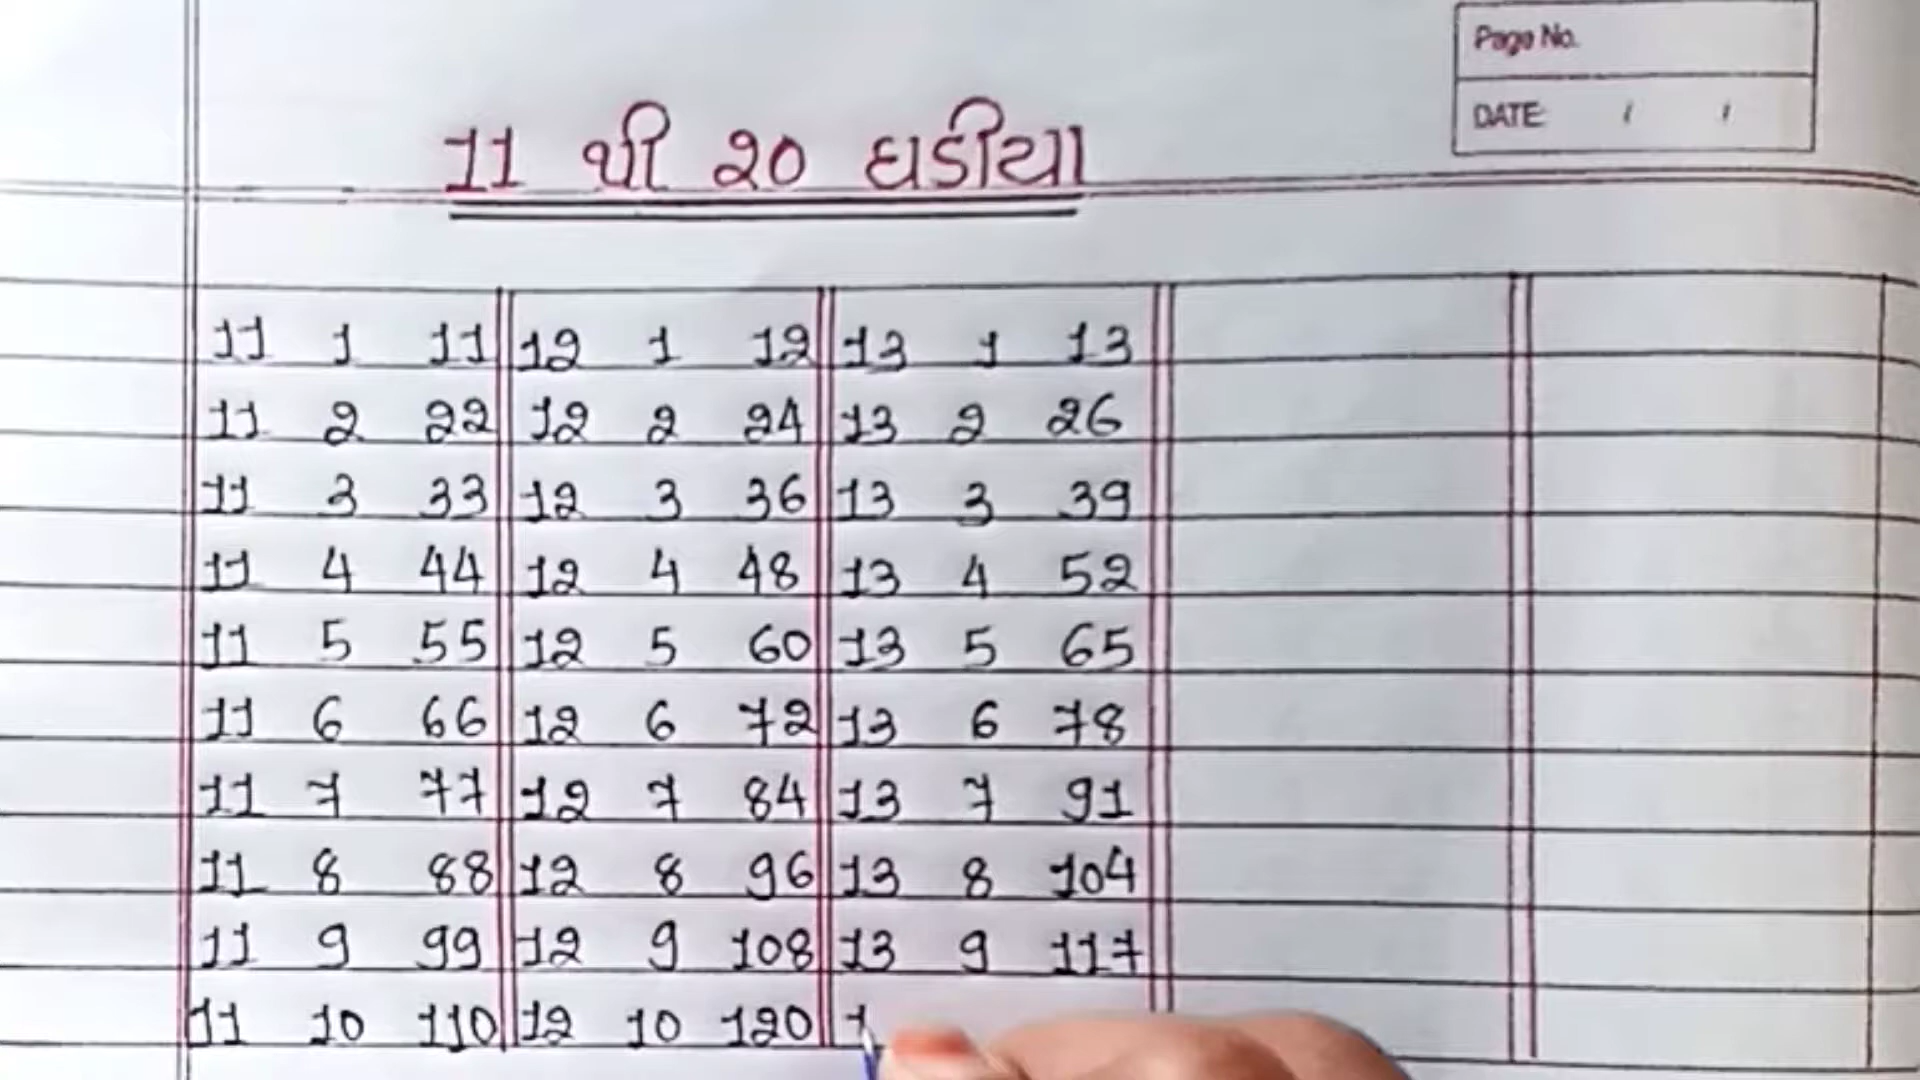 Page No.
DATE / /
11 થી 20 ઘડીયા
11 1 11 12 1 12 13 1 13
11 2 22 12 2 24 13 2 26
11 3 33 12 3 36 13 3 39
11 4 44 12 4 48 13 4 52
11 5 55 12 5 60 13 5 65
11 6 66 12 6 72 13 6 78
11 7 77 12 7 84 13 7 91
11 8 88 12 8 96 13 8 104
11 9 99 12 9 108 13 9 117
11 10 110 12 10 120 1